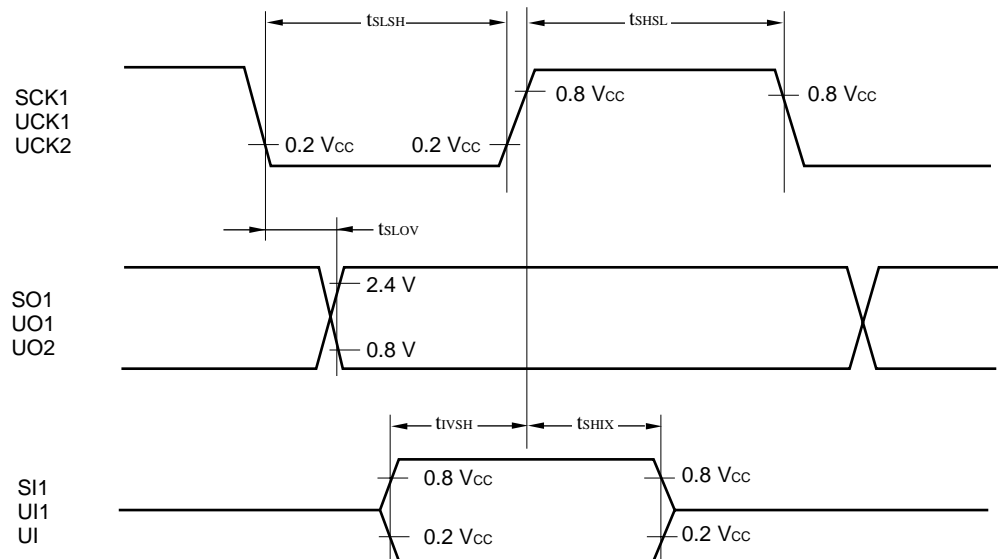 tSLSH
tSHSL
SCK1
UCK1
UCK2
0.8 VCC
0.8 VCC
0.2 VCC
0.2 VCC
tSLOV
SO1
UO1
UO2
2.4 V
0.8 V
tIVSH
tSHIX
SI1
UI1
UI
0.8 VCC
0.8 VCC
0.2 VCC
0.2 VCC